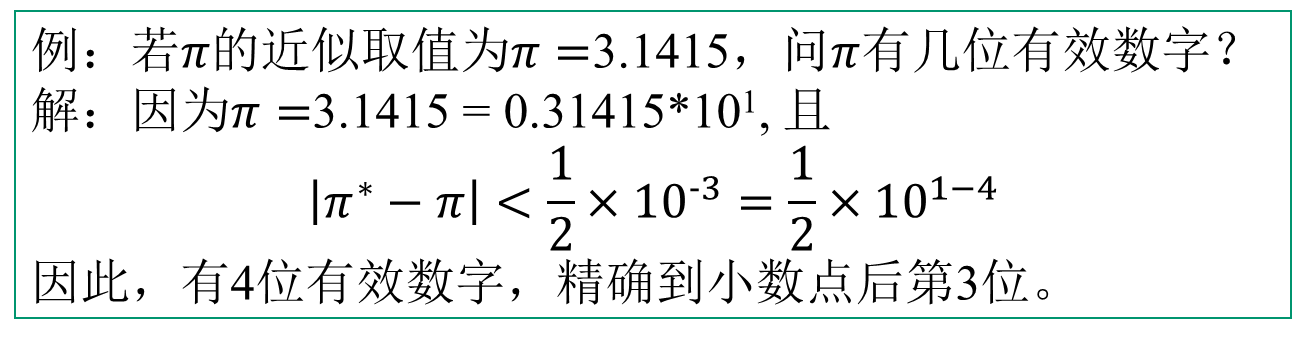 例：若π的近似取值为π =3.1415，问π有几位有效数字？
解：因为π =3.1415 = 0.31415*10¹, 且
|π* − π| < 1/2 × 10⁻³ = 1/2 × 10¹⁻⁴
因此，有4位有效数字，精确到小数点后第3位。